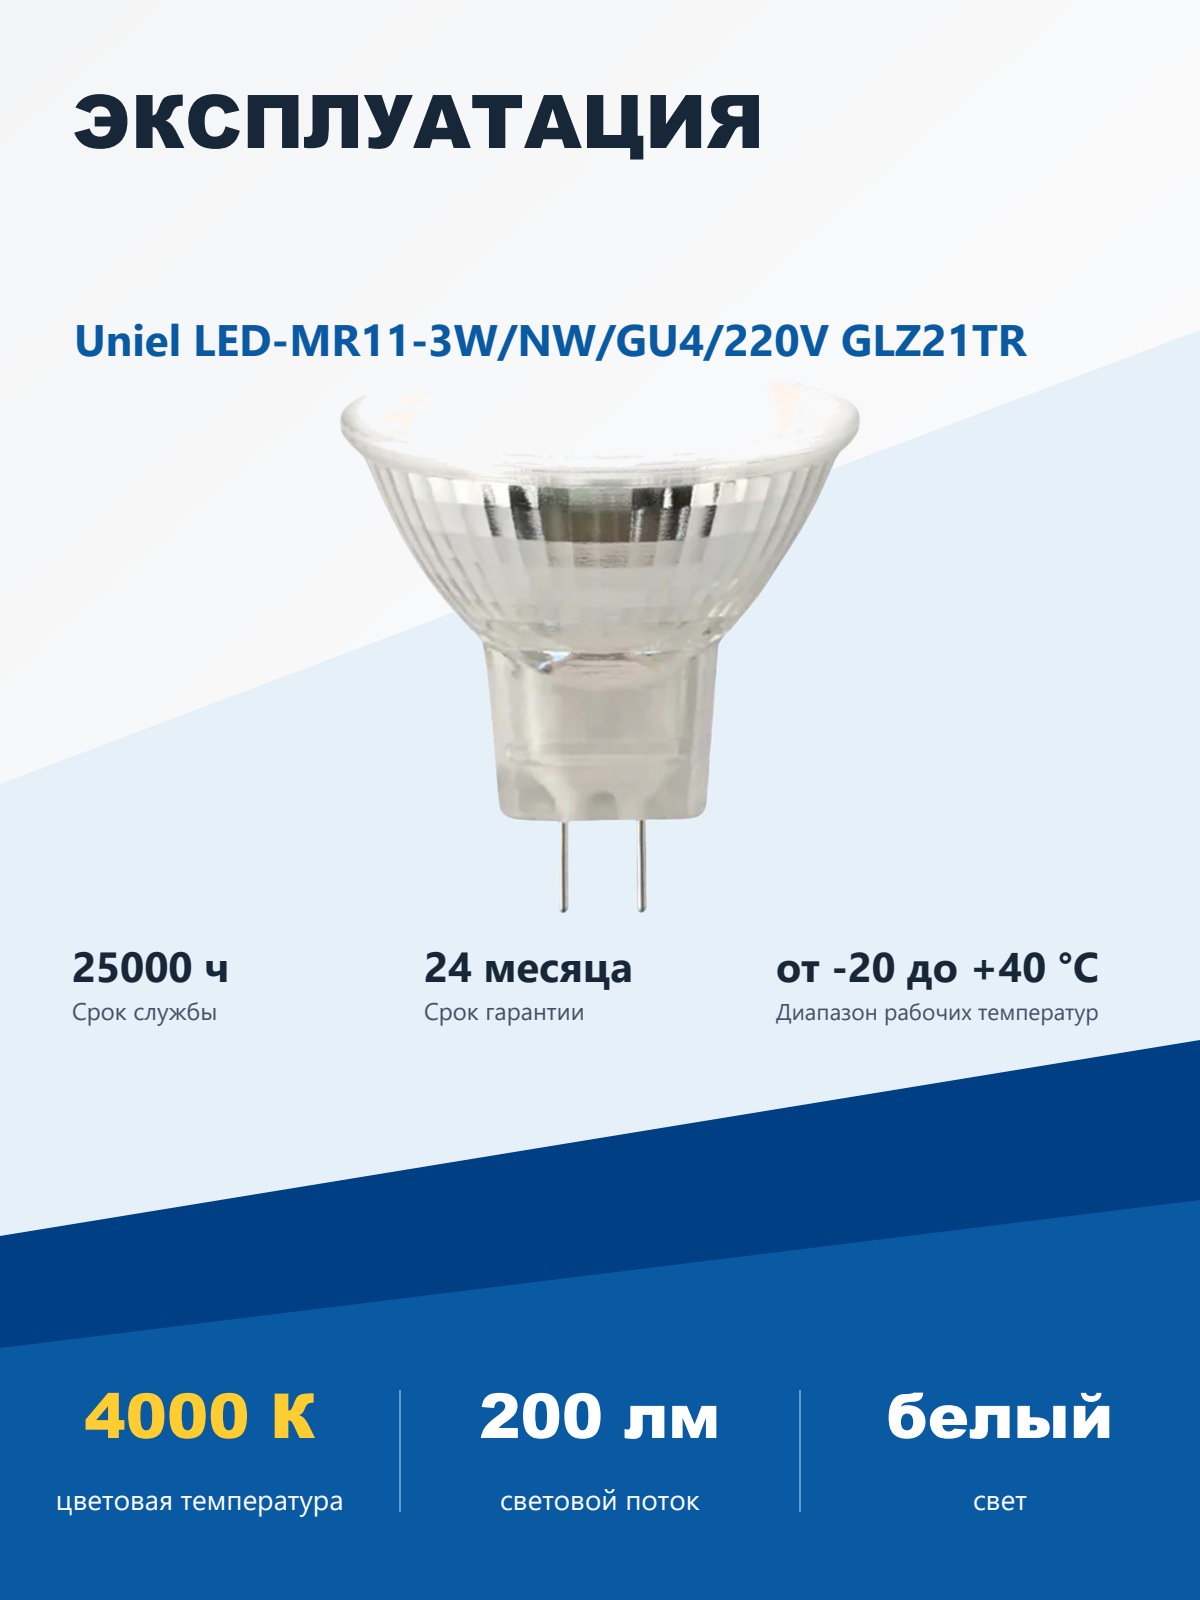 ЭКСПЛУАТАЦИЯ
Uniel LED-MR11-3W/NW/GU4/220V GLZ21TR
25000 ч
Срок службы
24 месяца
Срок гарантии
от -20 до +40 °C
Диапазон рабочих температур
4000 К
цветовая температура
200 лм
световой поток
белый
свет